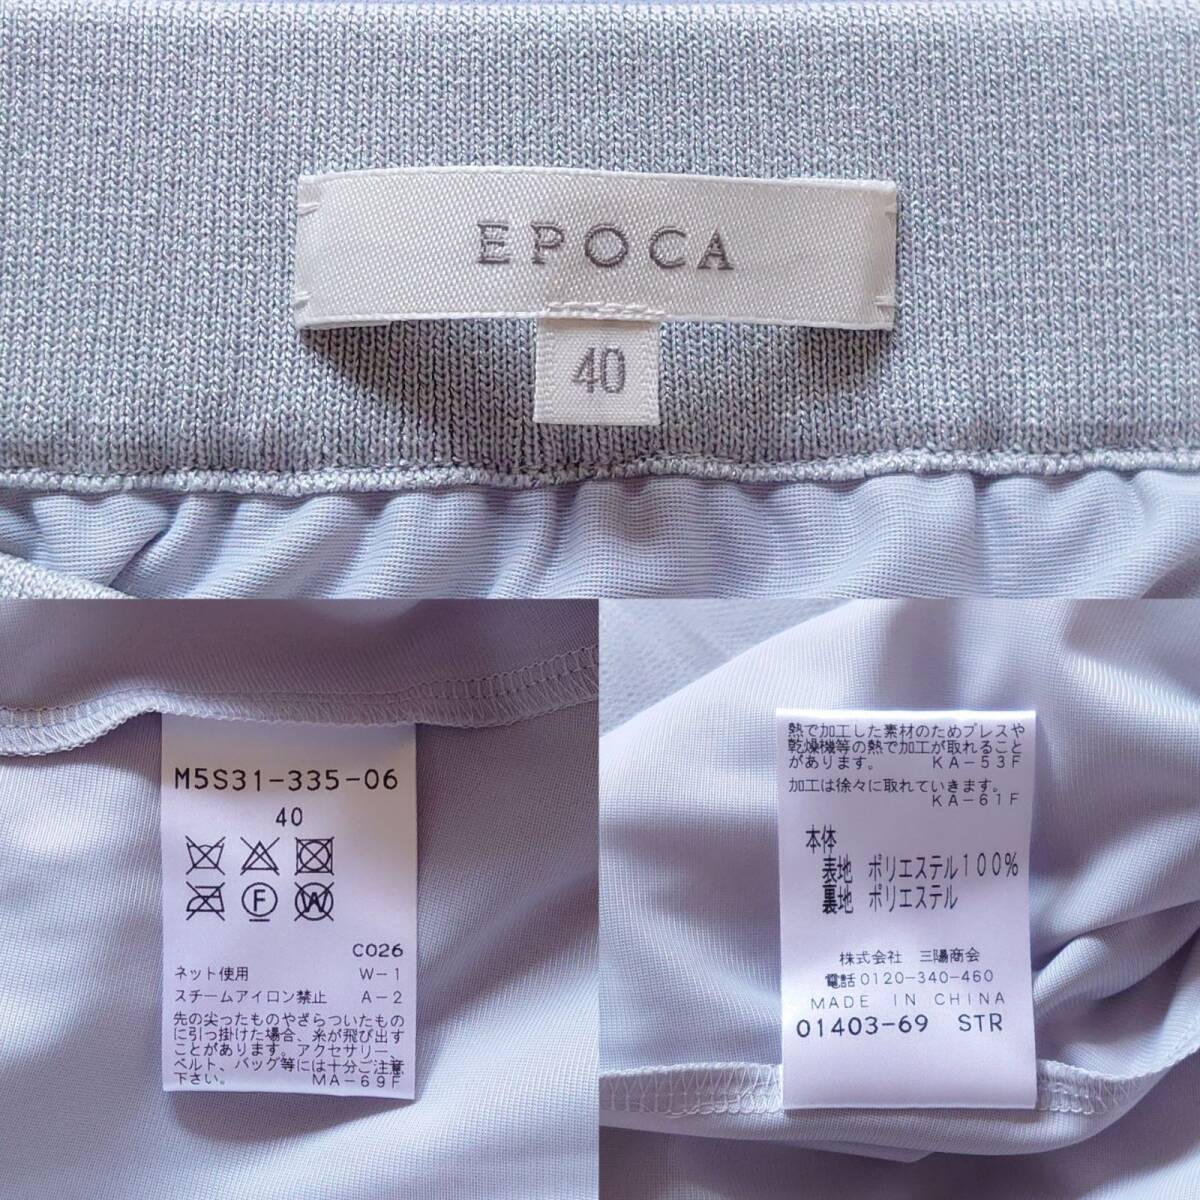 EPOCA
40
M5S31-335-06
40
F
W
C026
ネット使用 W-1
スチームアイロン禁止 A-2
先の尖ったものやざらついたもの
に引っ掛けた場合、糸が飛び出す
ことがあります。アクセサリー、
ベルト、バッグ等には十分ご注意
下さい。 MA-69F
熱で加工した素材のためプレスや
乾燥機等の熱で加工が取れること
があります。 KA-53F
加工は徐々に取れていきます。
KA-61F
本体
表地 ポリエステル100%
裏地 ポリエステル
株式会社 三陽商会
電話0120-340-460
MADE IN CHINA
01403-69 STR